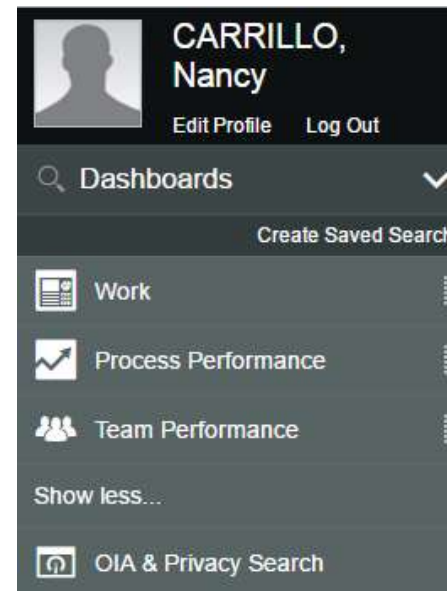 CARRILLO,
Nancy
Edit Profile Log Out
Dashboards
Create Saved Search
Work
Process Performance
Team Performance
Show less...
OIA & Privacy Search